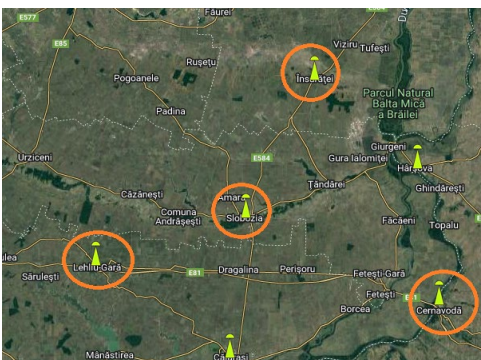 Făurei
E577
E85
Viziru
Tufești
Rușețu
Pogoanele
Însurăței
Parcul Natural
Balta Mică
a Brăilei
Padina
Giurgeni
Urziceni
E584
Gura Ialomiței
Hârșova
Țăndărei
Ghindărești
Căzănești
Amara
Comuna
Andrășești
Slobozia
Făcăeni
Topalu
Lehliu-Gară
Sărulești
E81
Dragalina
Perișoru
Fetești-Gară
Fetești
Borcea
Cernavodă
Mânăstirea
Călărași